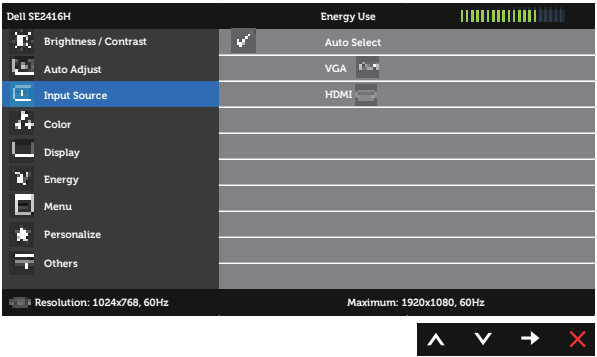 Dell SE2416H Energy Use
Brightness / Contrast Auto Select
Auto Adjust VGA
Input Source HDMI
Color
Display
Energy
Menu
Personalize
Others
Resolution: 1024x768, 60Hz Maximum: 1920x1080, 60Hz